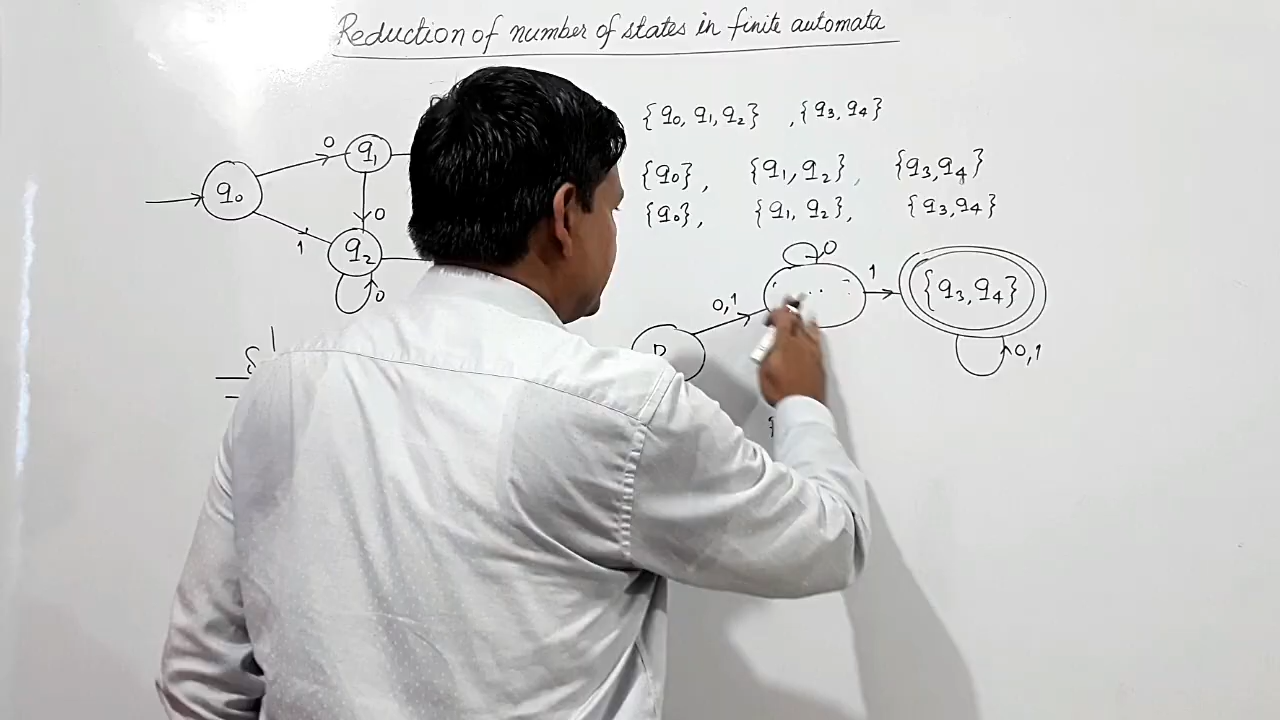 Reduction of number of states in finite automata
{q0, q1, q2} , {q3, q4}
{q0}, {q1, q2}, {q3, q4}
{q0}, {q1, q2}, {q3, q4}
0 q1
q0
0
1 q2
0
0
1
{q3, q4}
0,1
0,1